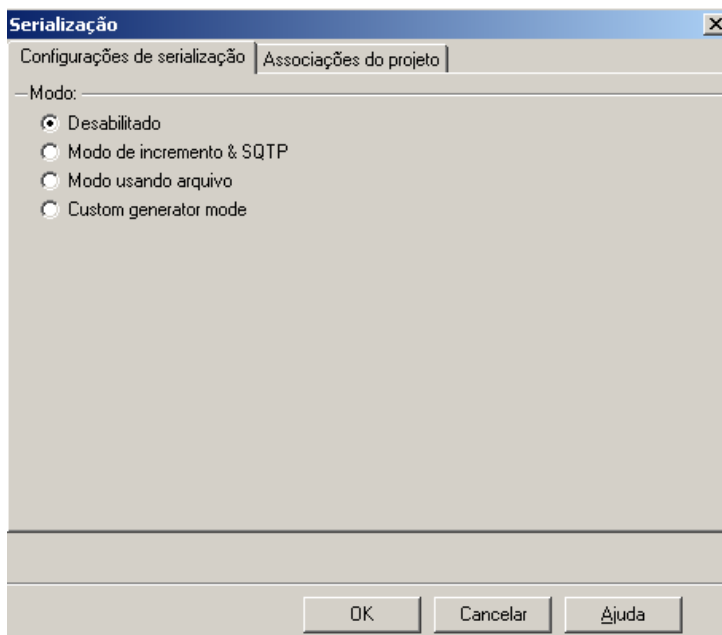 Serialização
Configurações de serialização Associações do projeto
Modo:
Desabilitado
Modo de incremento & SQTP
Modo usando arquivo
Custom generator mode
OK Cancelar Ajuda